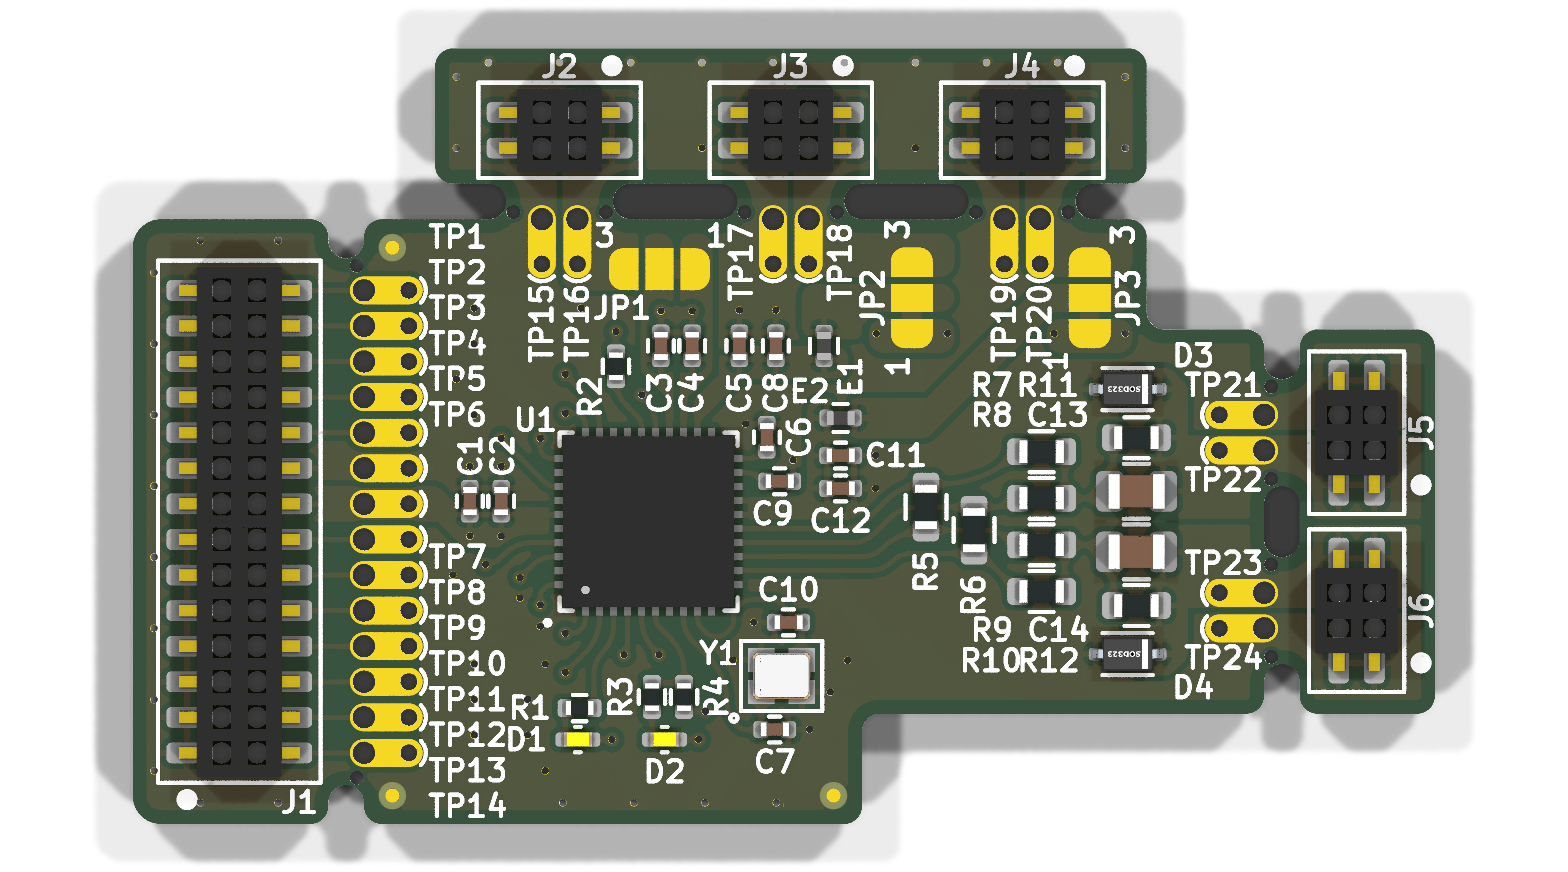 J2
J3
J4
TP1
TP2
TP3
TP4
TP5
TP6
TP15
TP16
3
1
JP1
TP17
TP18
JP2
3
1
TP19
TP20
JP3
3
1
R2
C3
C4
C5
C8
E2
E1
R7
R11
R8
C13
D3
SOD323
TP21
TP22
J5
U1
C1
C2
C6
C11
C9
C12
R5
R6
TP7
TP8
TP9
TP10
TP11
TP12
TP13
TP14
C10
R9
C14
R10
R12
SOD323
TP23
TP24
D4
J6
Y1
R1
R3
R4
D1
D2
C7
J1